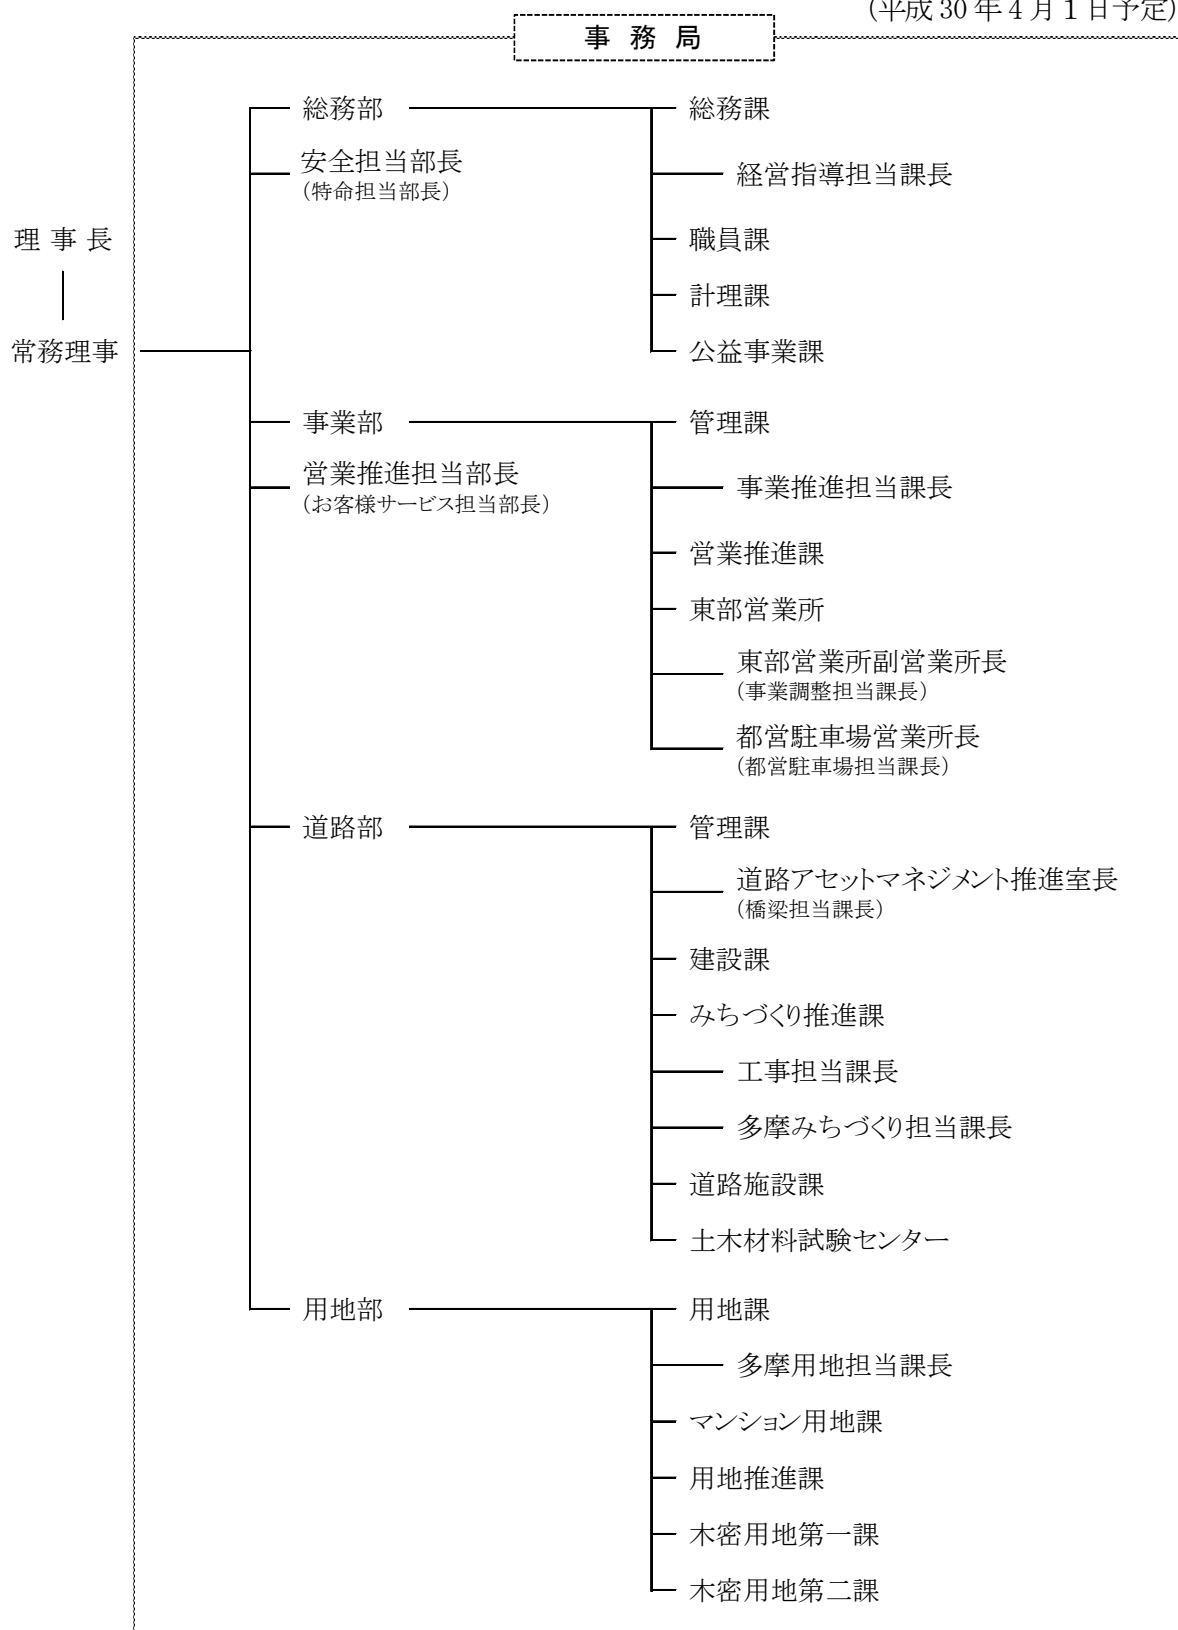 (平成 30 年 4 月 1 日予定)
事 務 局
理 事 長
常務理事
総務部
安全担当部長
(特命担当部長)
総務課
経営指導担当課長
職員課
計理課
公益事業課
事業部
営業推進担当部長
(お客様サービス担当部長)
管理課
事業推進担当課長
営業推進課
東部営業所
東部営業所副営業所長
(事業調整担当課長)
都営駐車場営業所長
(都営駐車場担当課長)
道路部
管理課
道路アセットマネジメント推進室長
(橋梁担当課長)
建設課
みちづくり推進課
工事担当課長
多摩みちづくり担当課長
道路施設課
土木材料試験センター
用地部
用地課
多摩用地担当課長
マンション用地課
用地推進課
木密用地第一課
木密用地第二課